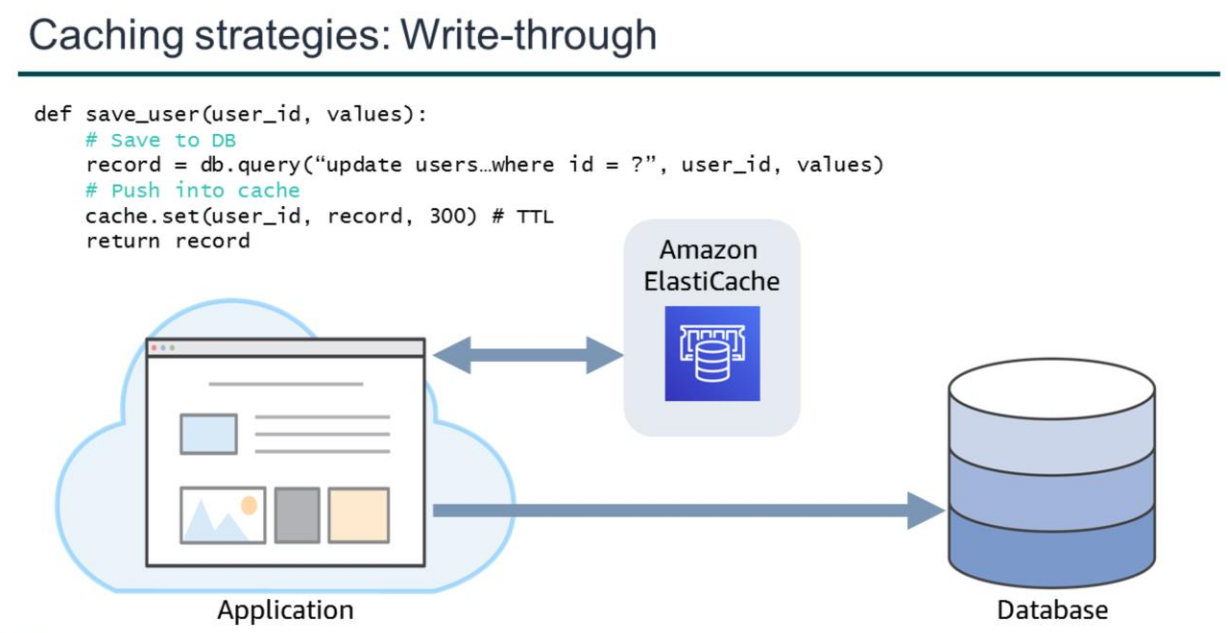 Caching strategies: Write-through
def save_user(user_id, values):
    # Save to DB
    record = db.query(“update users…where id = ?”, user_id, values)
    # Push into cache
    cache.set(user_id, record, 300) # TTL
    return record
Amazon
ElastiCache
Application
Database